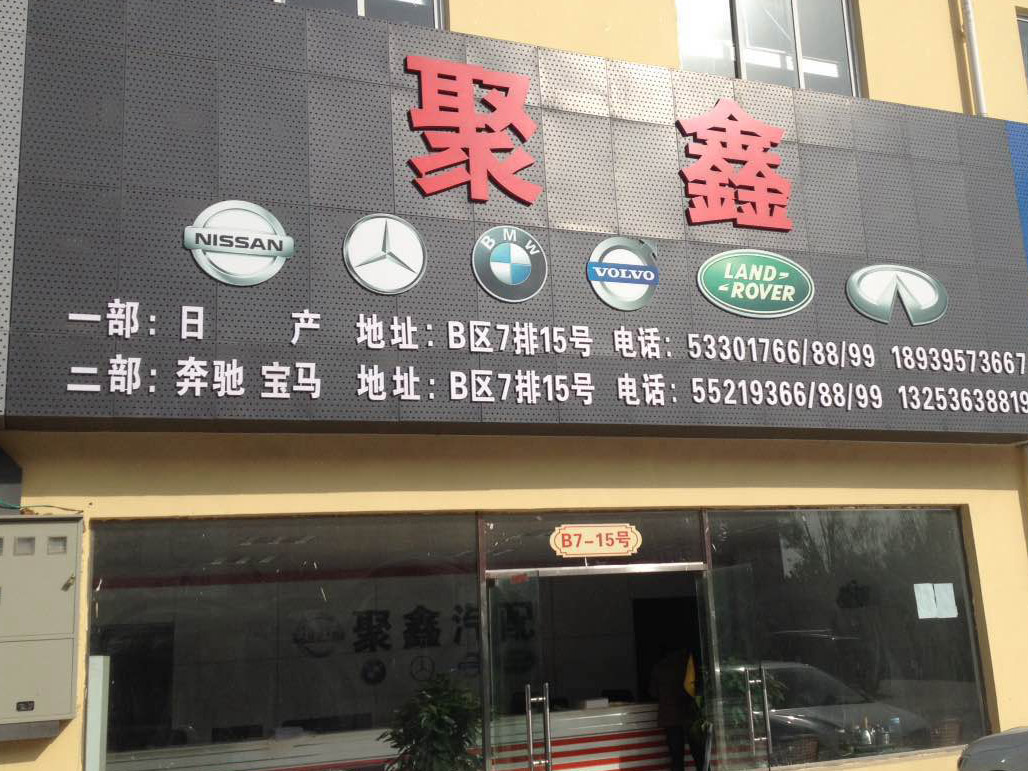 聚鑫
NISSAN BMW VOLVO LAND ROVER
一部：日 产 地址：B区7排15号 电话：53301766/88/99 18939573667
二部：奔驰 宝马 地址：B区7排15号 电话：55219366/88/99 13253638819
B7-15号
聚鑫汽配